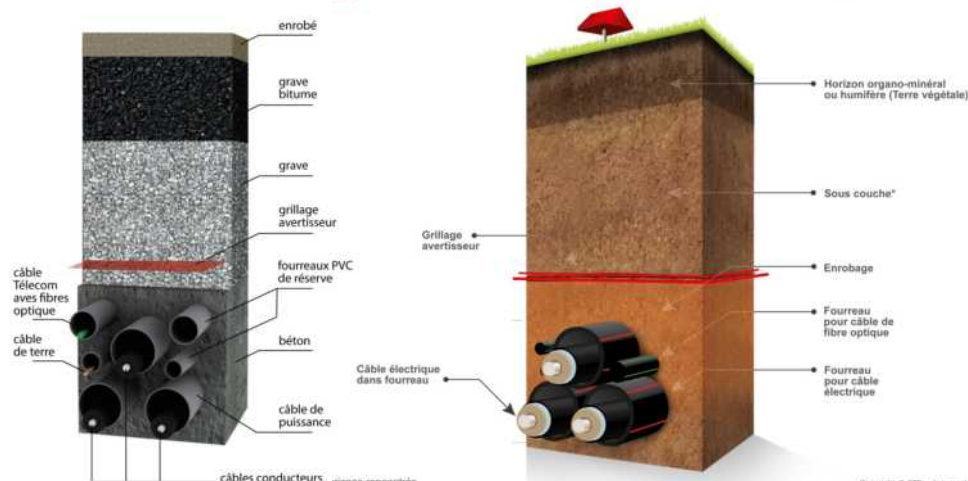 enrobé
grave
bitume
grave
grillage
avertisseur
câble
Télecom
aves fibres
optique
fourreaux PVC
de réserve
câble
de terre
béton
câble de
puissance
câbles conducteurs
Horizon organo-minéral
ou humifère (Terre végétale)
Sous couche*
Grillage
avertisseur
Enrobage
Fourreau
pour câble de
fibre optique
Câble électrique
dans fourreau
Fourreau
pour câble
électrique